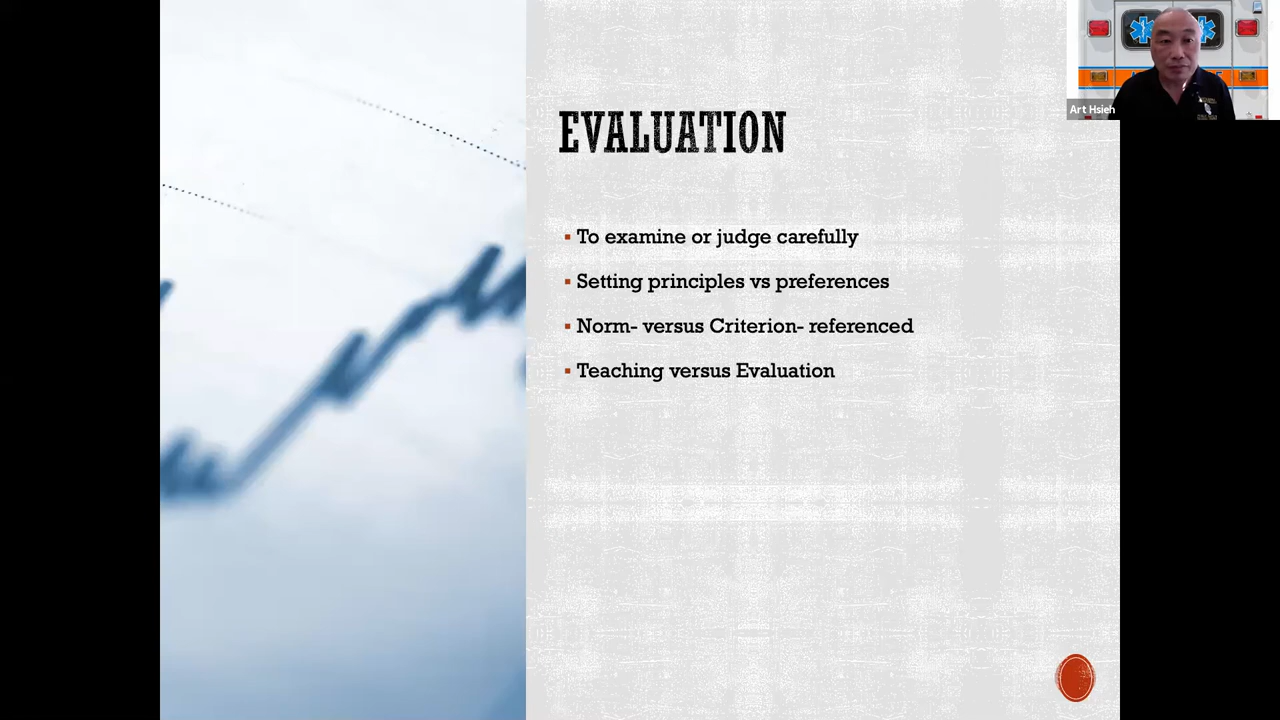 EVALUATION
To examine or judge carefully
Setting principles vs preferences
Norm- versus Criterion- referenced
Teaching versus Evaluation
Art Hsieh